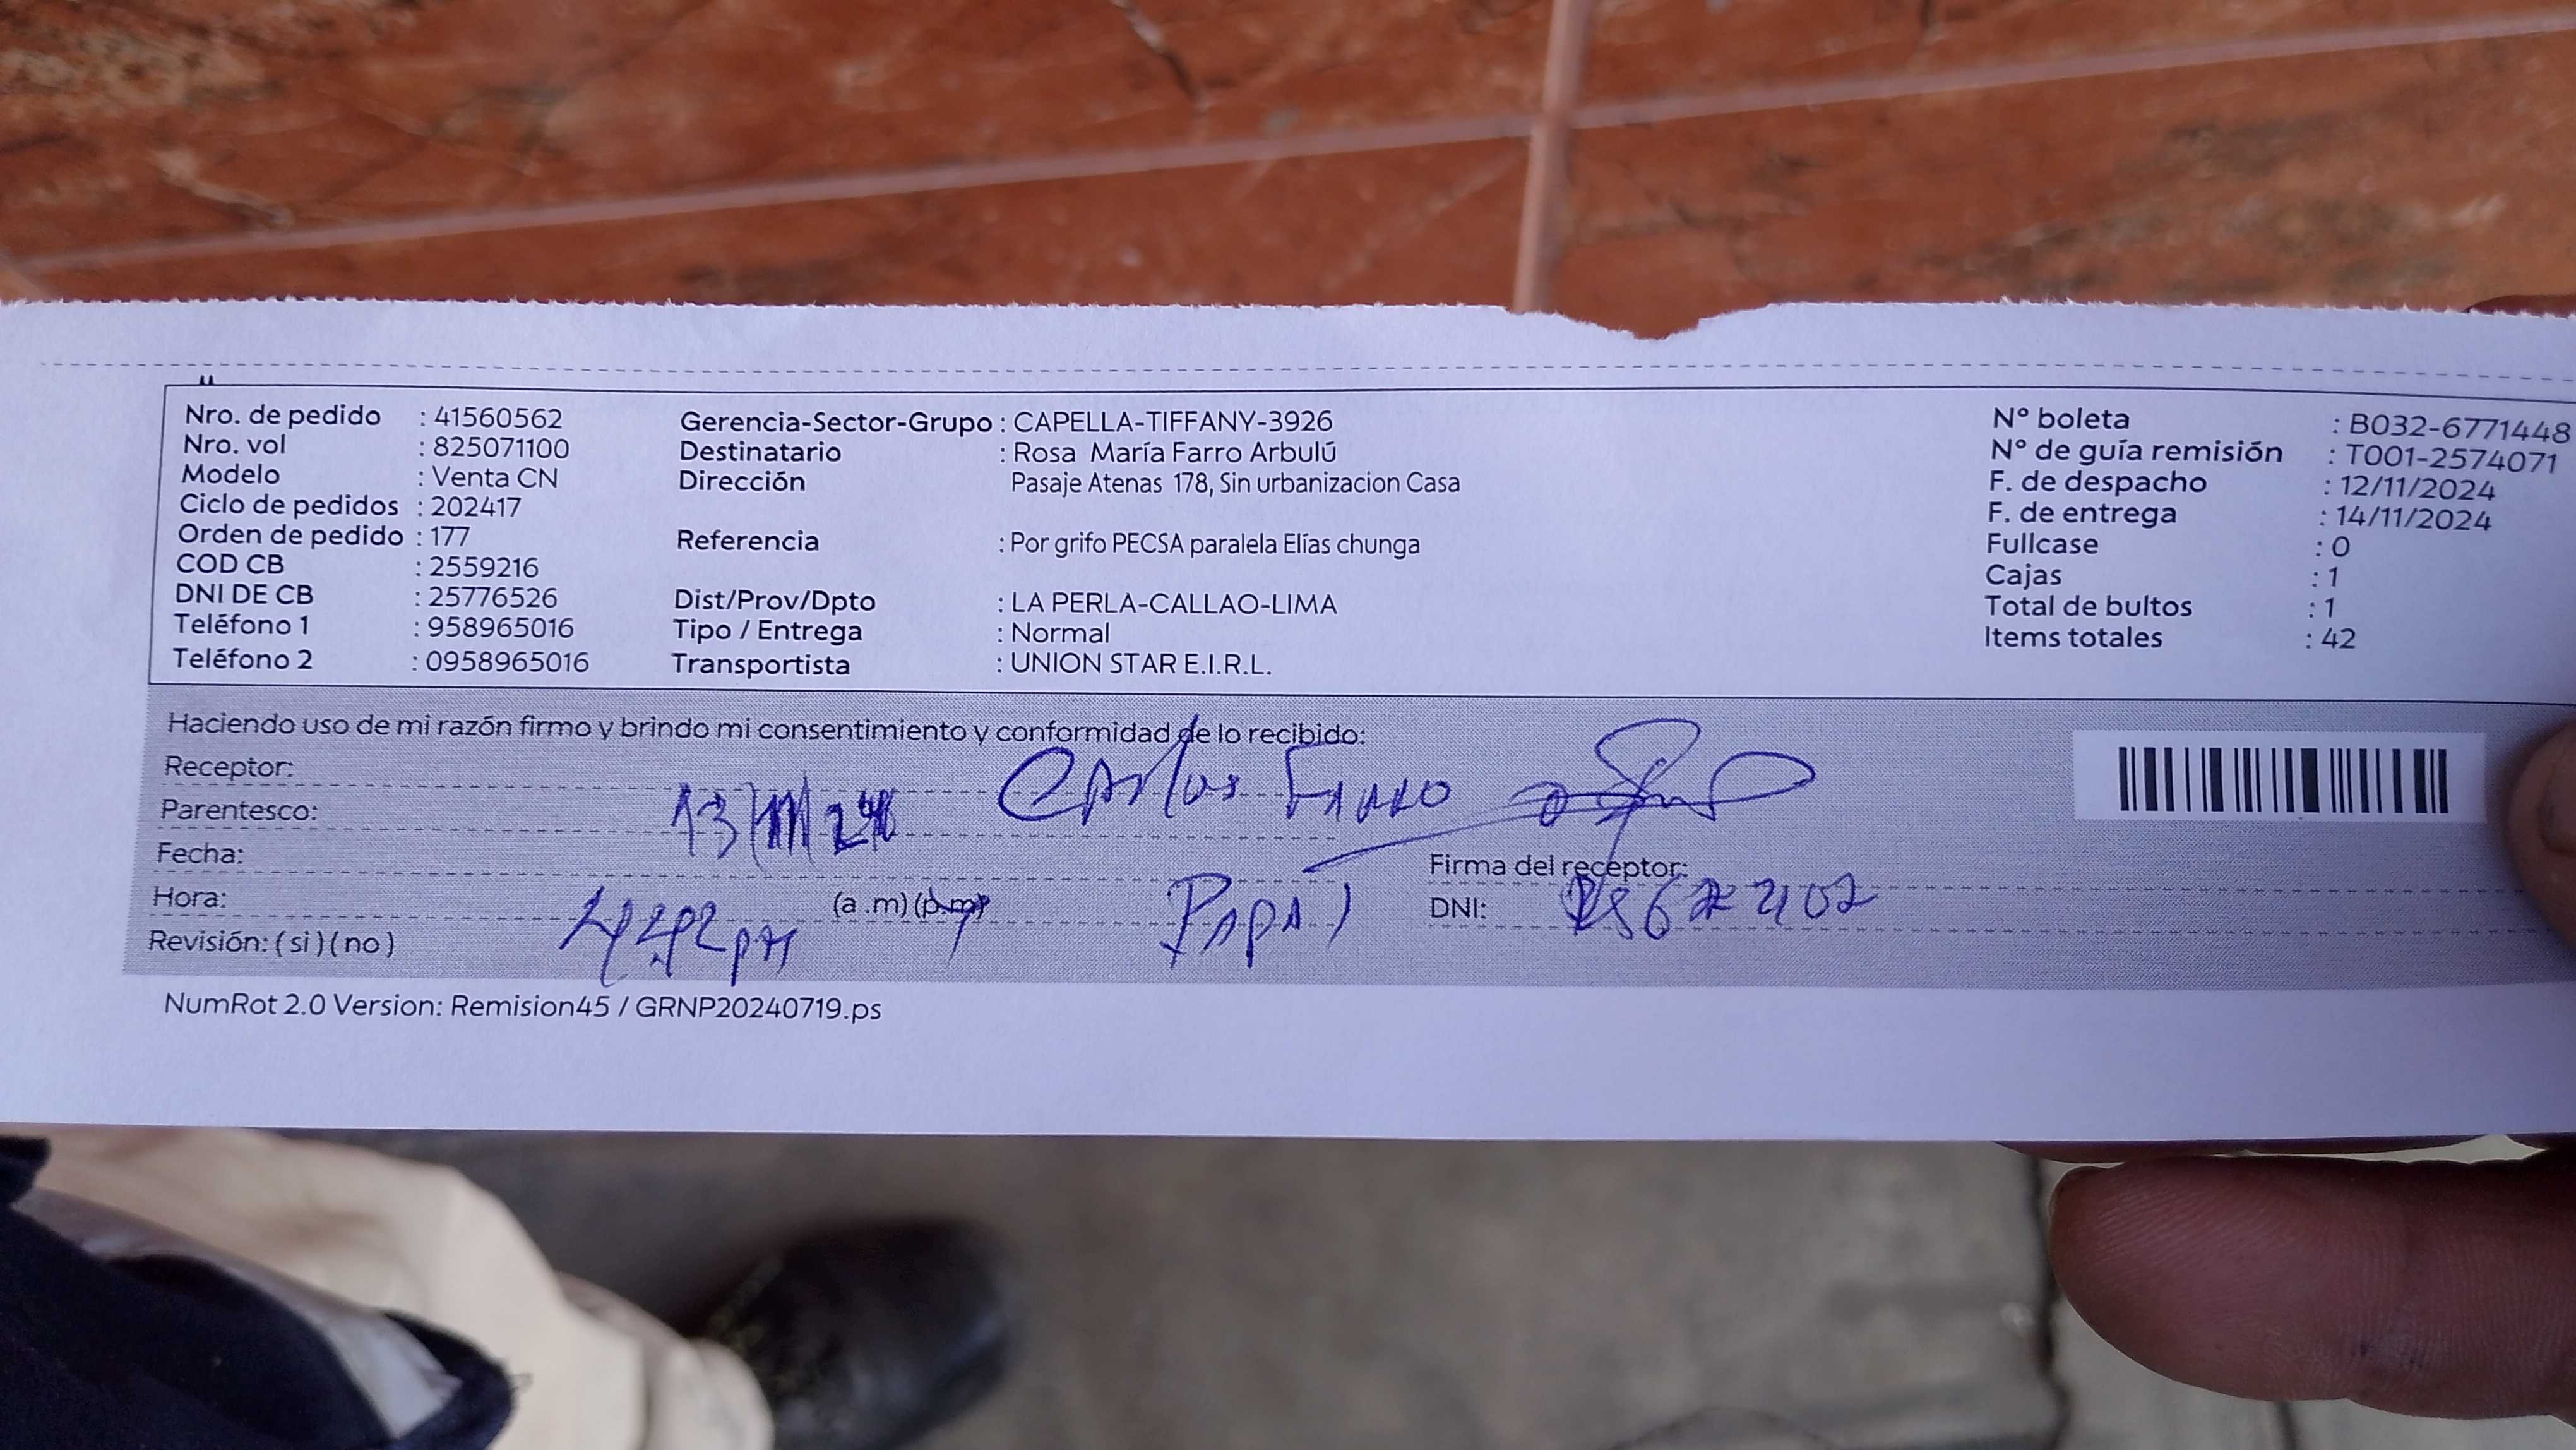 Nro. de pedido : 41560562
Nro. vol : 825071100
Modelo : Venta CN
Ciclo de pedidos : 202417
Orden de pedido : 177
COD CB : 2559216
DNI DE CB : 25776526
Teléfono 1 : 958965016
Teléfono 2 : 0958965016
Gerencia-Sector-Grupo : CAPELLA-TIFFANY-3926
Destinatario : Rosa María Farro Arbulú
Dirección Pasaje Atenas 178, Sin urbanizacion Casa
Referencia : Por grifo PECSA paralela Elías chunga
Dist/Prov/Dpto : LA PERLA-CALLAO-LIMA
Tipo / Entrega : Normal
Transportista : UNION STAR E.I.R.L.
N° boleta : B032-6771448
N° de guía remisión : T001-2574071
F. de despacho : 12/11/2024
F. de entrega : 14/11/2024
Fullcase : 0
Cajas : 1
Total de bultos : 1
Items totales : 42
Haciendo uso de mi razón firmo y brindo mi consentimiento y conformidad de lo recibido:
Receptor: Carlos Farro
Parentesco: 13/11/24
Fecha:
Firma del receptor:
Hora: (a .m) (p.m) PAPA
DNI:
Revisión: ( si ) ( no )
NumRot 2.0 Version: Remision45 / GRNP20240719.ps